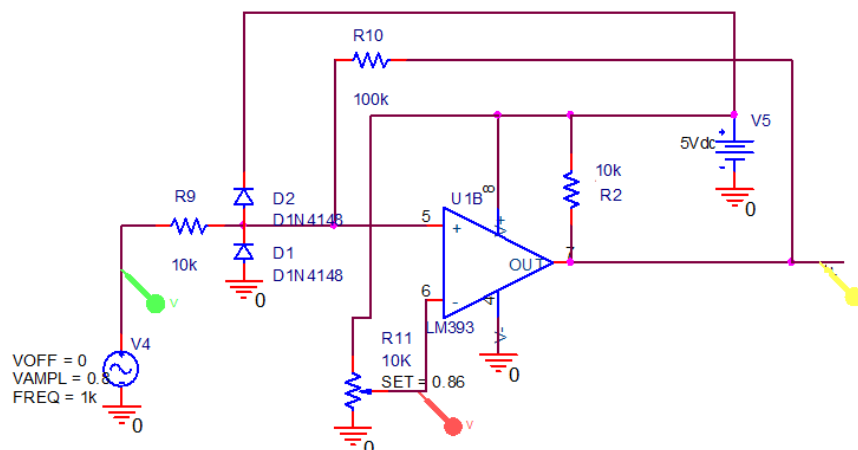 R10
100k
V5
5Vdc
+
-
0
10k
R2
R9
10k
D2
D1N4148
D1
D1N4148
0
U1B
8
V+
5
+
6
-
OUT
7
4
V-
LM393
0
R11
10K
SET = 0.86
0
V
V
V4
VOFF = 0
VAMPL = 0.8
FREQ = 1k
0